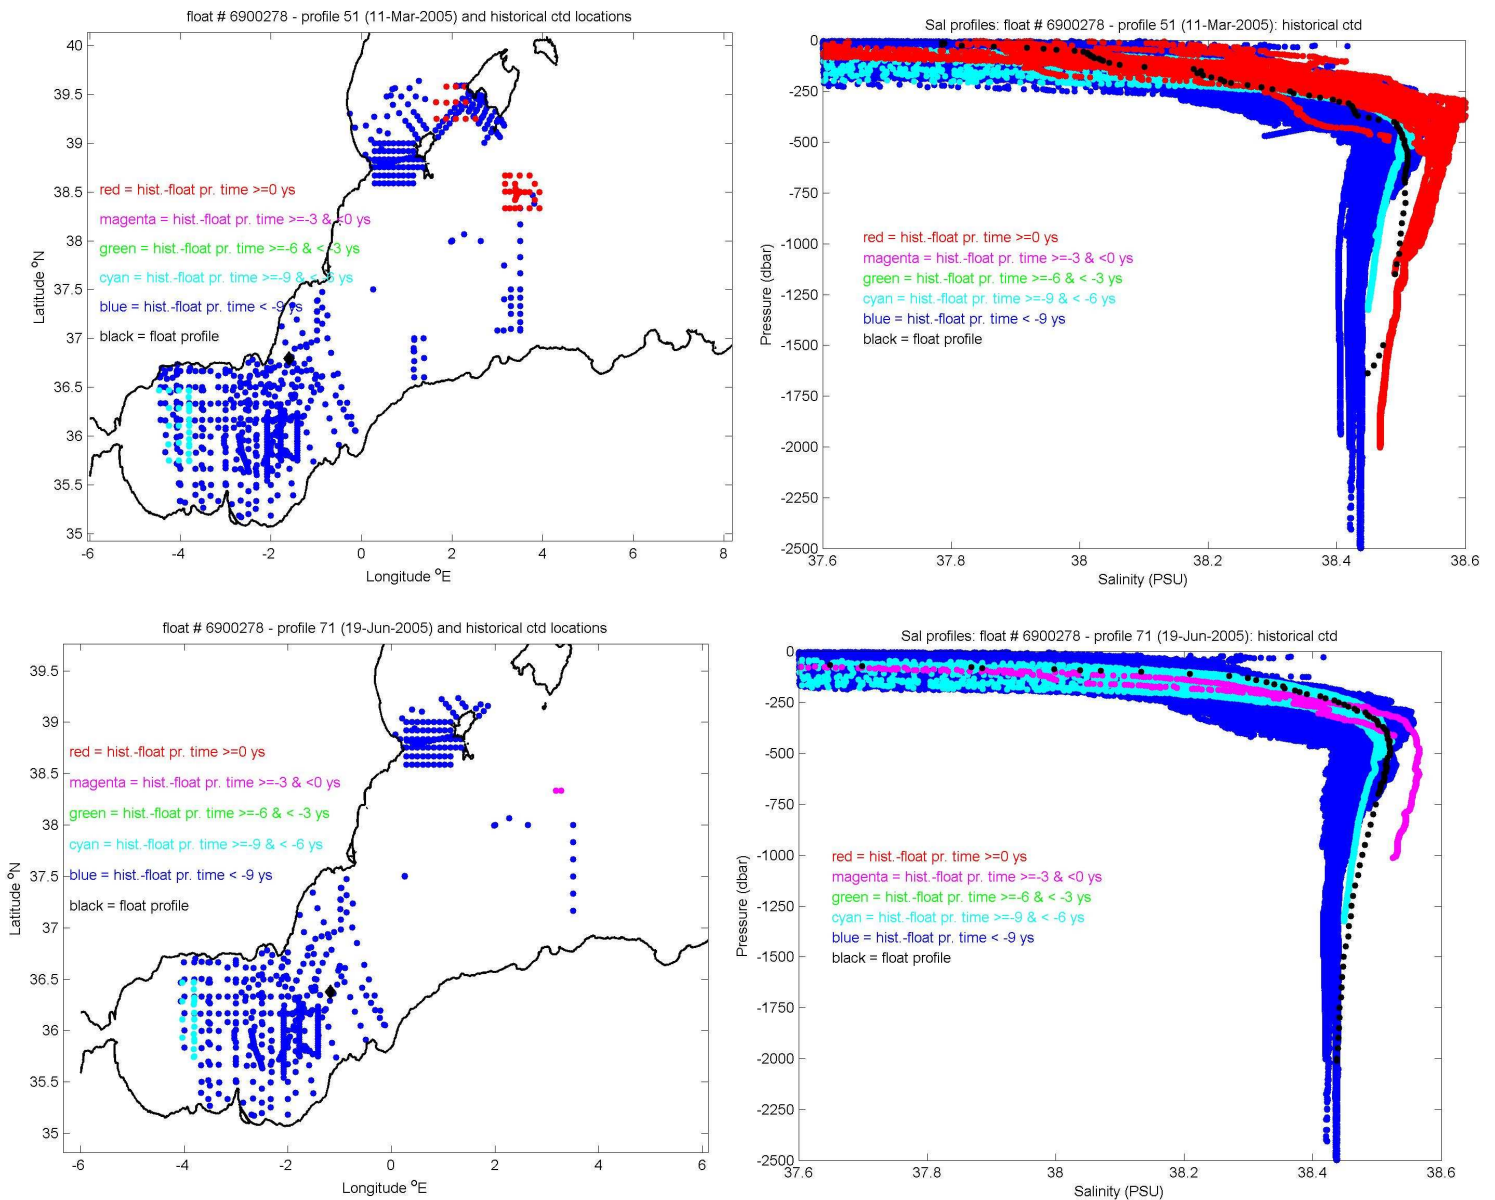 float # 6900278 - profile 51 (11-Mar-2005) and historical ctd locations
40
39.5
39
38.5
38
37.5
37
36.5
36
35.5
35
Latitude °N
red = hist.-float pr. time >=0 ys
magenta = hist.-float pr. time >=-3 & <0 ys
green = hist.-float pr. time >=-6 & < -3 ys
cyan = hist.-float pr. time >=-9 & < -6 ys
blue = hist.-float pr. time < -9 ys
black = float profile
-6
-4
-2
0
2
4
6
8
Longitude °E
Sal profiles: float # 6900278 - profile 51 (11-Mar-2005): historical ctd
0
-250
-500
-750
-1000
-1250
-1500
-1750
-2000
-2250
-2500
Pressure (dbar)
red = hist.-float pr. time >=0 ys
magenta = hist.-float pr. time >=-3 & <0 ys
green = hist.-float pr. time >=-6 & < -3 ys
cyan = hist.-float pr. time >=-9 & < -6 ys
blue = hist.-float pr. time < -9 ys
black = float profile
37.6
37.8
38
38.2
38.4
38.6
Salinity (PSU)
float # 6900278 - profile 71 (19-Jun-2005) and historical ctd locations
39.5
39
38.5
38
37.5
37
36.5
36
35.5
35
Latitude °N
red = hist.-float pr. time >=0 ys
magenta = hist.-float pr. time >=-3 & <0 ys
green = hist.-float pr. time >=-6 & < -3 ys
cyan = hist.-float pr. time >=-9 & < -6 ys
blue = hist.-float pr. time < -9 ys
black = float profile
-6
-4
-2
0
2
4
6
Longitude °E
Sal profiles: float # 6900278 - profile 71 (19-Jun-2005): historical ctd
0
-250
-500
-750
-1000
-1250
-1500
-1750
-2000
-2250
-2500
Pressure (dbar)
red = hist.-float pr. time >=0 ys
magenta = hist.-float pr. time >=-3 & <0 ys
green = hist.-float pr. time >=-6 & < -3 ys
cyan = hist.-float pr. time >=-9 & < -6 ys
blue = hist.-float pr. time < -9 ys
black = float profile
37.6
37.8
38
38.2
38.4
38.6
Salinity (PSU)